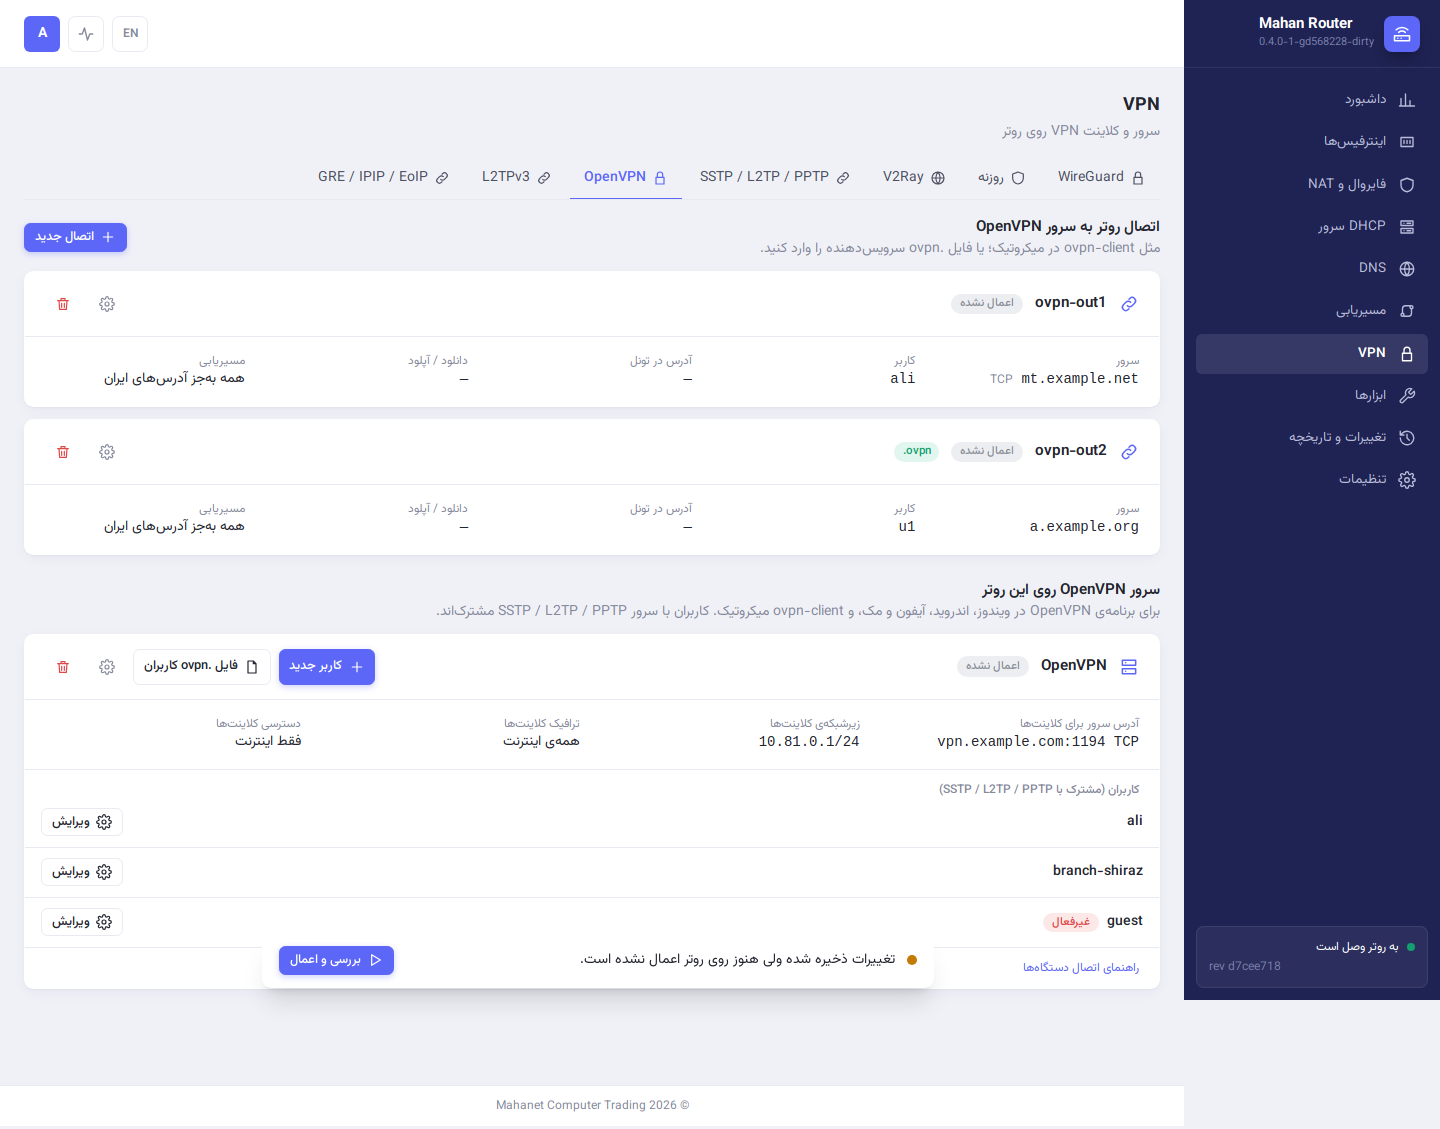 Mahan Router
0.4.0-1-gd568228-dirty
EN
A
داشبورد
اینترفیس‌ها
فایروال و NAT
سرور DHCP
DNS
مسیریابی
VPN
ابزارها
تغییرات و تاریخچه
تنظیمات
به روتر وصل است
rev d7cee718
VPN
سرور و کلاینت VPN روی روتر
WireGuard
روزنه
V2Ray
SSTP / L2TP / PPTP
OpenVPN
L2TPv3
GRE / IPIP / EoIP
اتصال روتر به سرور OpenVPN
مثل ovpn-client در میکروتیک؛ یا فایل .ovpn سرویس‌دهنده را وارد کنید.
اتصال جدید
ovpn-out1 اعمال نشده
سرور کاربر آدرس در تونل دانلود / آپلود مسیریابی
mt.example.net TCP ali — — همه به‌جز آدرس‌های ایران
ovpn-out2 اعمال نشده .ovpn
سرور کاربر آدرس در تونل دانلود / آپلود مسیریابی
a.example.org u1 — — همه به‌جز آدرس‌های ایران
سرور OpenVPN روی این روتر
برای برنامه‌ی OpenVPN در ویندوز، اندروید، آیفون و مک، و ovpn-client میکروتیک. کاربران با سرور SSTP / L2TP / PPTP مشترک‌اند.
OpenVPN اعمال نشده کاربر جدید فایل .ovpn کاربران
آدرس سرور برای کلاینت‌ها زیرشبکه‌ی کلاینت‌ها ترافیک کلاینت‌ها دسترسی کلاینت‌ها
vpn.example.com:1194 TCP 10.81.0.1/24 همه‌ی اینترنت فقط اینترنت
کاربران (مشترک با SSTP / L2TP / PPTP)
ali ویرایش
branch-shiraz ویرایش
guest غیرفعال ویرایش
تغییرات ذخیره شده ولی هنوز روی روتر اعمال نشده است. بررسی و اعمال
راهنمای اتصال دستگاه‌ها
© 2026 Mahanet Computer Trading